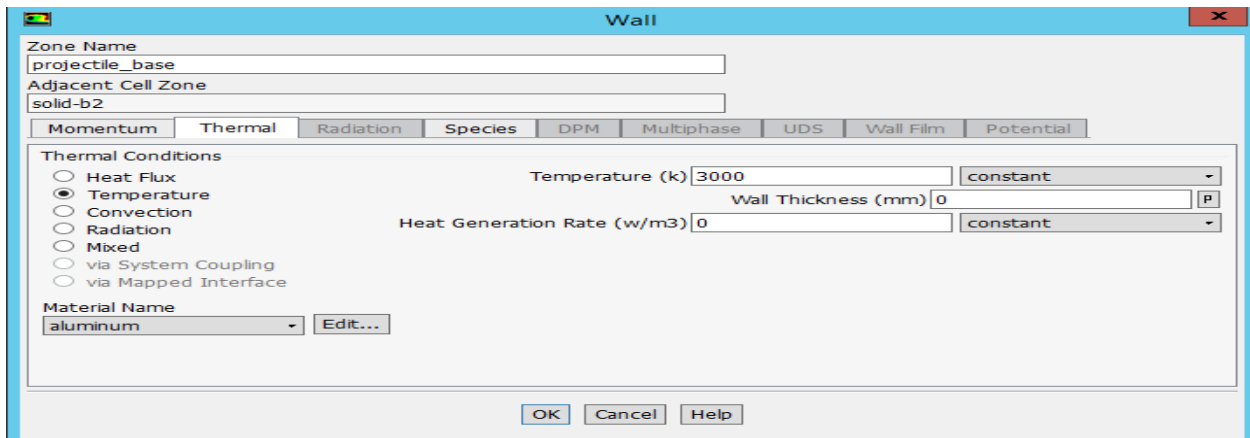 Wall
Zone Name
projectile_base
Adjacent Cell Zone
solid-b2
Momentum Thermal Radiation Species DPM Multiphase UDS Wall Film Potential
Thermal Conditions
Heat Flux
Temperature
Convection
Radiation
Mixed
via System Coupling
via Mapped Interface
Temperature (k) 3000 constant
Wall Thickness (mm) 0 P
Heat Generation Rate (w/m3) 0 constant
Material Name
aluminum Edit...
OK Cancel Help